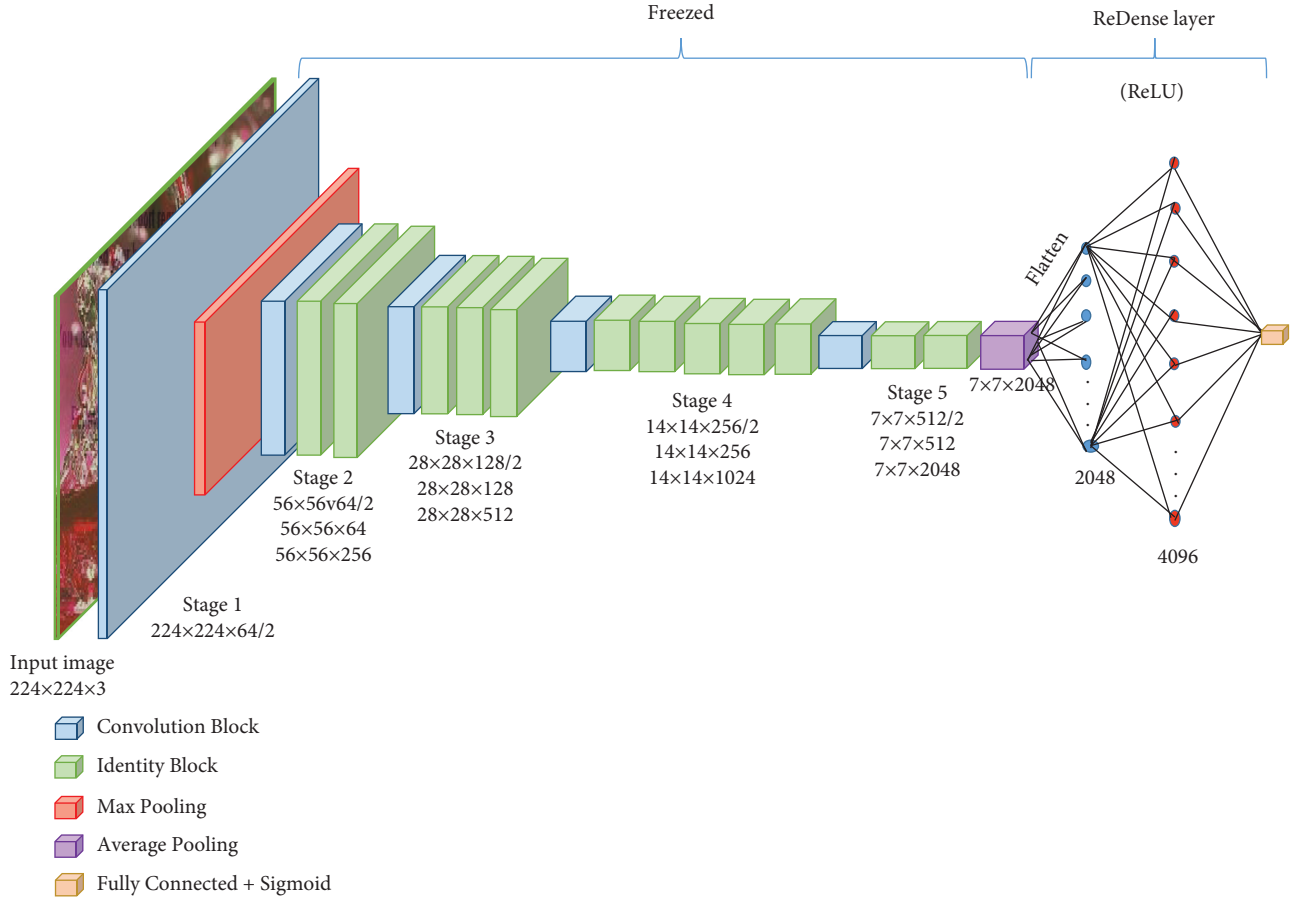 Freezed
ReDense layer
(ReLU)
Flatten
Stage 1
224×224×64/2
Stage 2
56×56v64/2
56×56×64
56×56×256
Stage 3
28×28×128/2
28×28×128
28×28×512
Stage 4
14×14×256/2
14×14×256
14×14×1024
Stage 5
7×7×512/2
7×7×512
7×7×2048
7×7×2048
2048
4096
Input image
224×224×3
Convolution Block
Identity Block
Max Pooling
Average Pooling
Fully Connected + Sigmoid